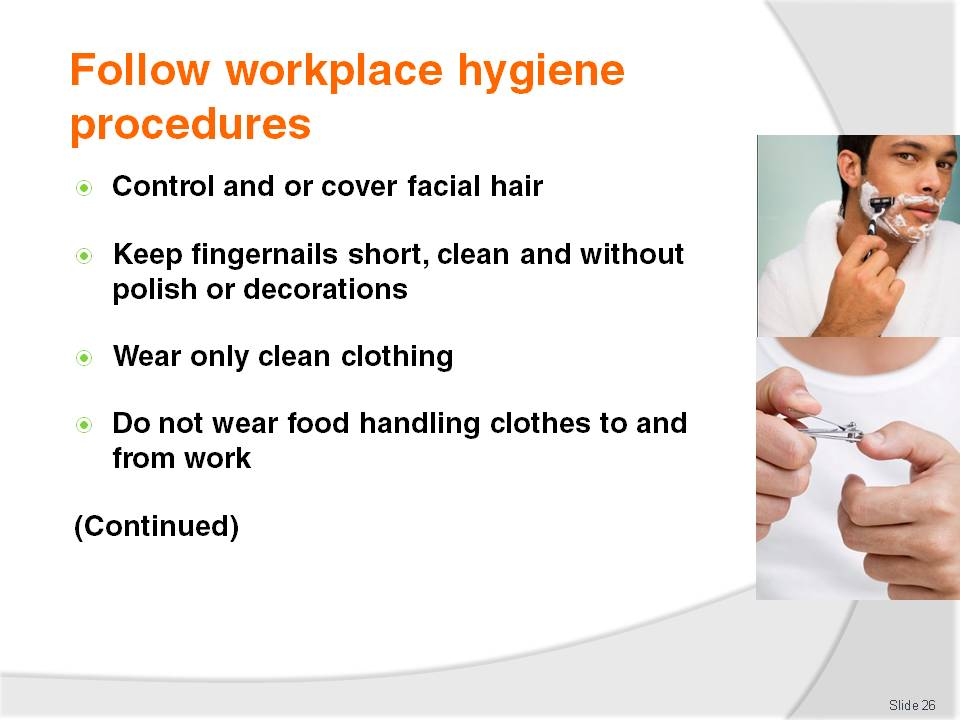 Follow workplace hygiene
procedures
Control and or cover facial hair
Keep fingernails short, clean and without
polish or decorations
Wear only clean clothing
Do not wear food handling clothes to and
from work
(Continued)
Slide 26